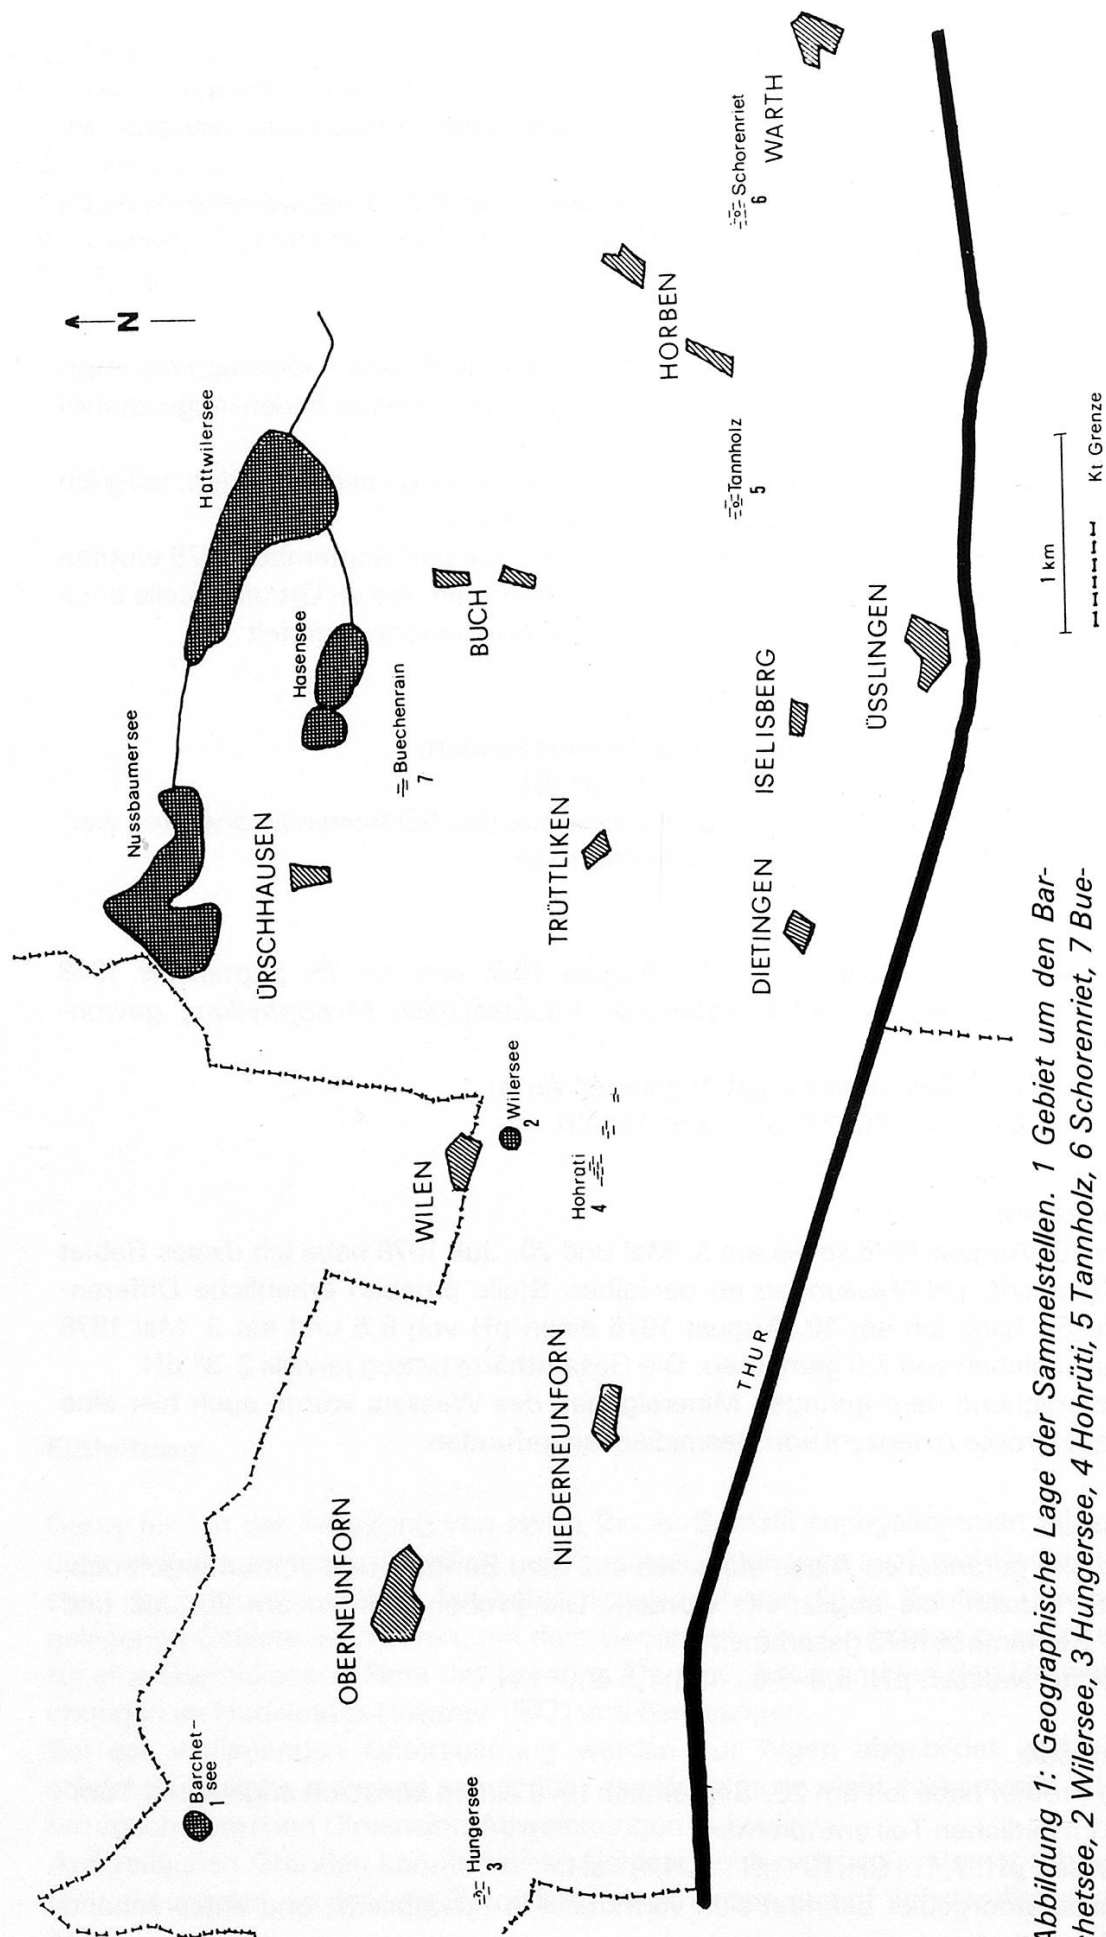 N
Nussbaumersee
Hüttwilersee
Hasensee
ÜRSCHHAUSEN
Buechenrain
7
BUCH
Barchet-
see
1
WILEN
Wilersee
2
OBERNEUNFORN
Hungersee
3
NIEDERNEUNFORN
Hohrüti
4
TRÜTTLIKEN
HORBEN
Schorenriet
6
WARTH
Tannholz
5
DIETINGEN
ISELISBERG
ÜSSLINGEN
THUR
1 km
Kt. Grenze
Abbildung 1: Geographische Lage der Sammelstellen. 1 Gebiet um den Bar-
chetsee, 2 Wilersee, 3 Hungersee, 4 Hohrüti, 5 Tannholz, 6 Schorenriet, 7 Bue-